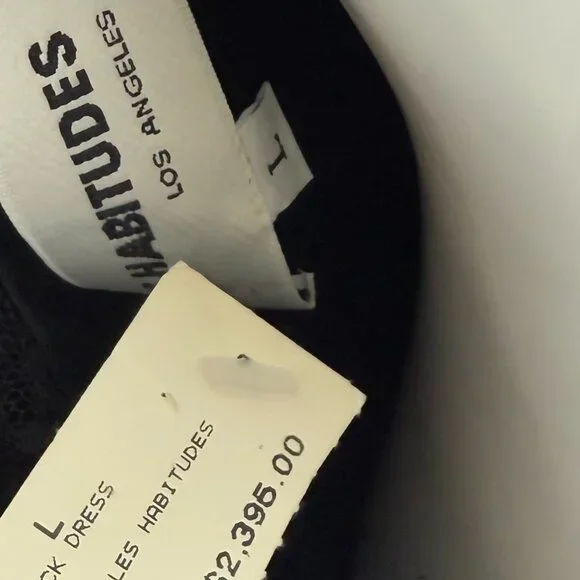 HABITUDES
LOS ANGELES
L
L
CK DRESS
LES HABITUDES
$2,395.00